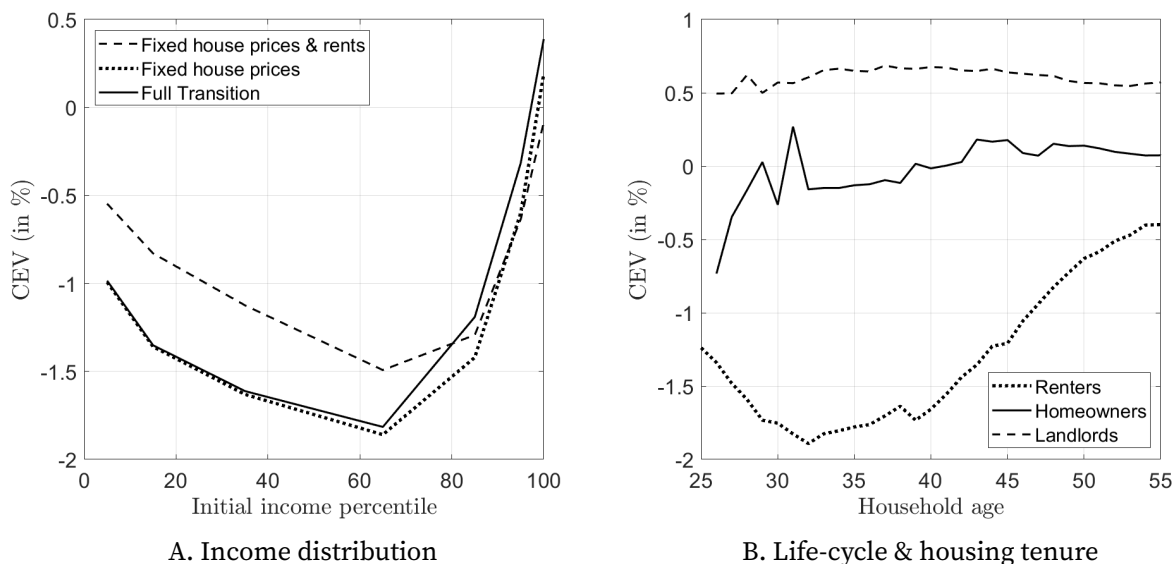 0.5
0
-0.5
-1
-1.5
-2
CEV (in %)
Fixed house prices & rents
Fixed house prices
Full Transition
0 20 40 60 80 100
Initial income percentile
A. Income distribution
1
0.5
0
-0.5
-1
-1.5
-2
CEV (in %)
Renters
Homeowners
Landlords
25 30 35 40 45 50 55
Household age
B. Life-cycle & housing tenure